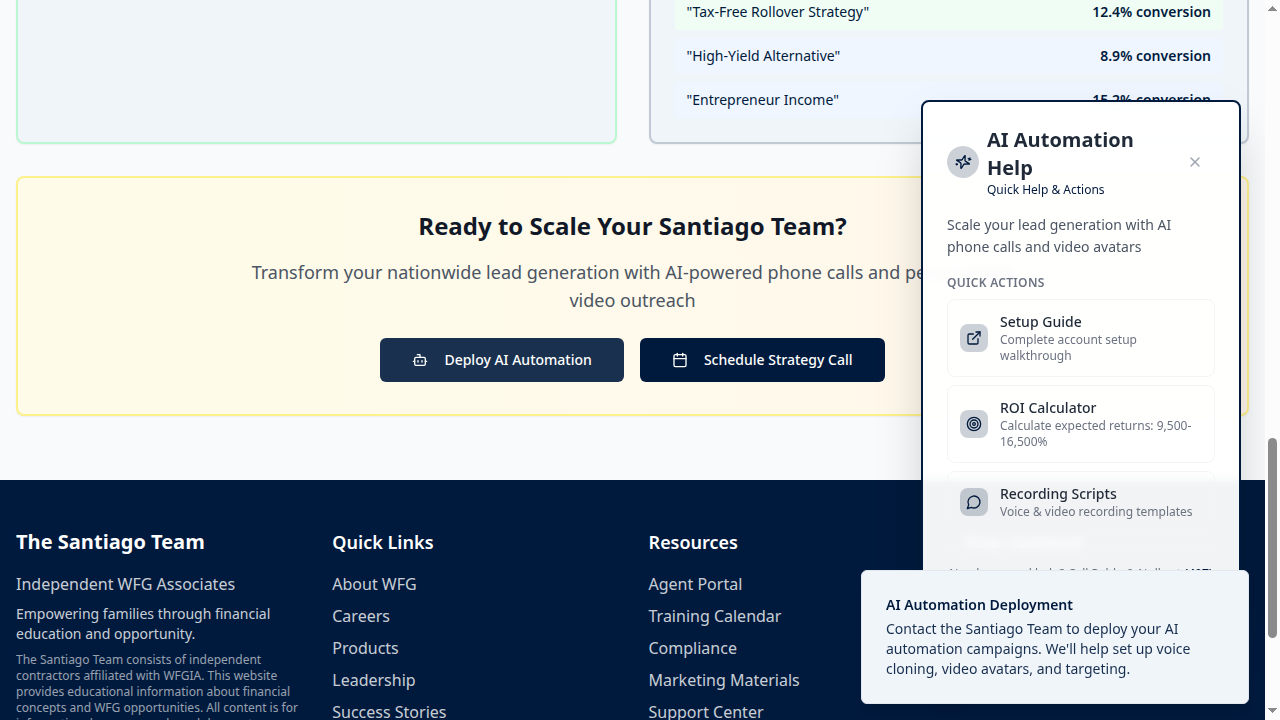 "Tax-Free Rollover Strategy" 12.4% conversion
"High-Yield Alternative" 8.9% conversion
"Entrepreneur Income" 15.2% conversion
Ready to Scale Your Santiago Team?
Transform your nationwide lead generation with AI-powered phone calls and
video outreach
Deploy AI Automation
Schedule Strategy Call
AI Automation
Help
Quick Help & Actions
Scale your lead generation with AI
phone calls and video avatars
QUICK ACTIONS
Setup Guide
Complete account setup
walkthrough
ROI Calculator
Calculate expected returns: 9,500-
16,500%
Recording Scripts
Voice & video recording templates
AI Automation Deployment
Contact the Santiago Team to deploy your AI
automation campaigns. We'll help set up voice
cloning, video avatars, and targeting.
The Santiago Team
Independent WFG Associates
Empowering families through financial
education and opportunity.
The Santiago Team consists of independent
contractors affiliated with WFGIA. This website
provides educational information about financial
concepts and WFG opportunities. All content is for
Quick Links
About WFG
Careers
Products
Leadership
Success Stories
Resources
Agent Portal
Training Calendar
Compliance
Marketing Materials
Support Center